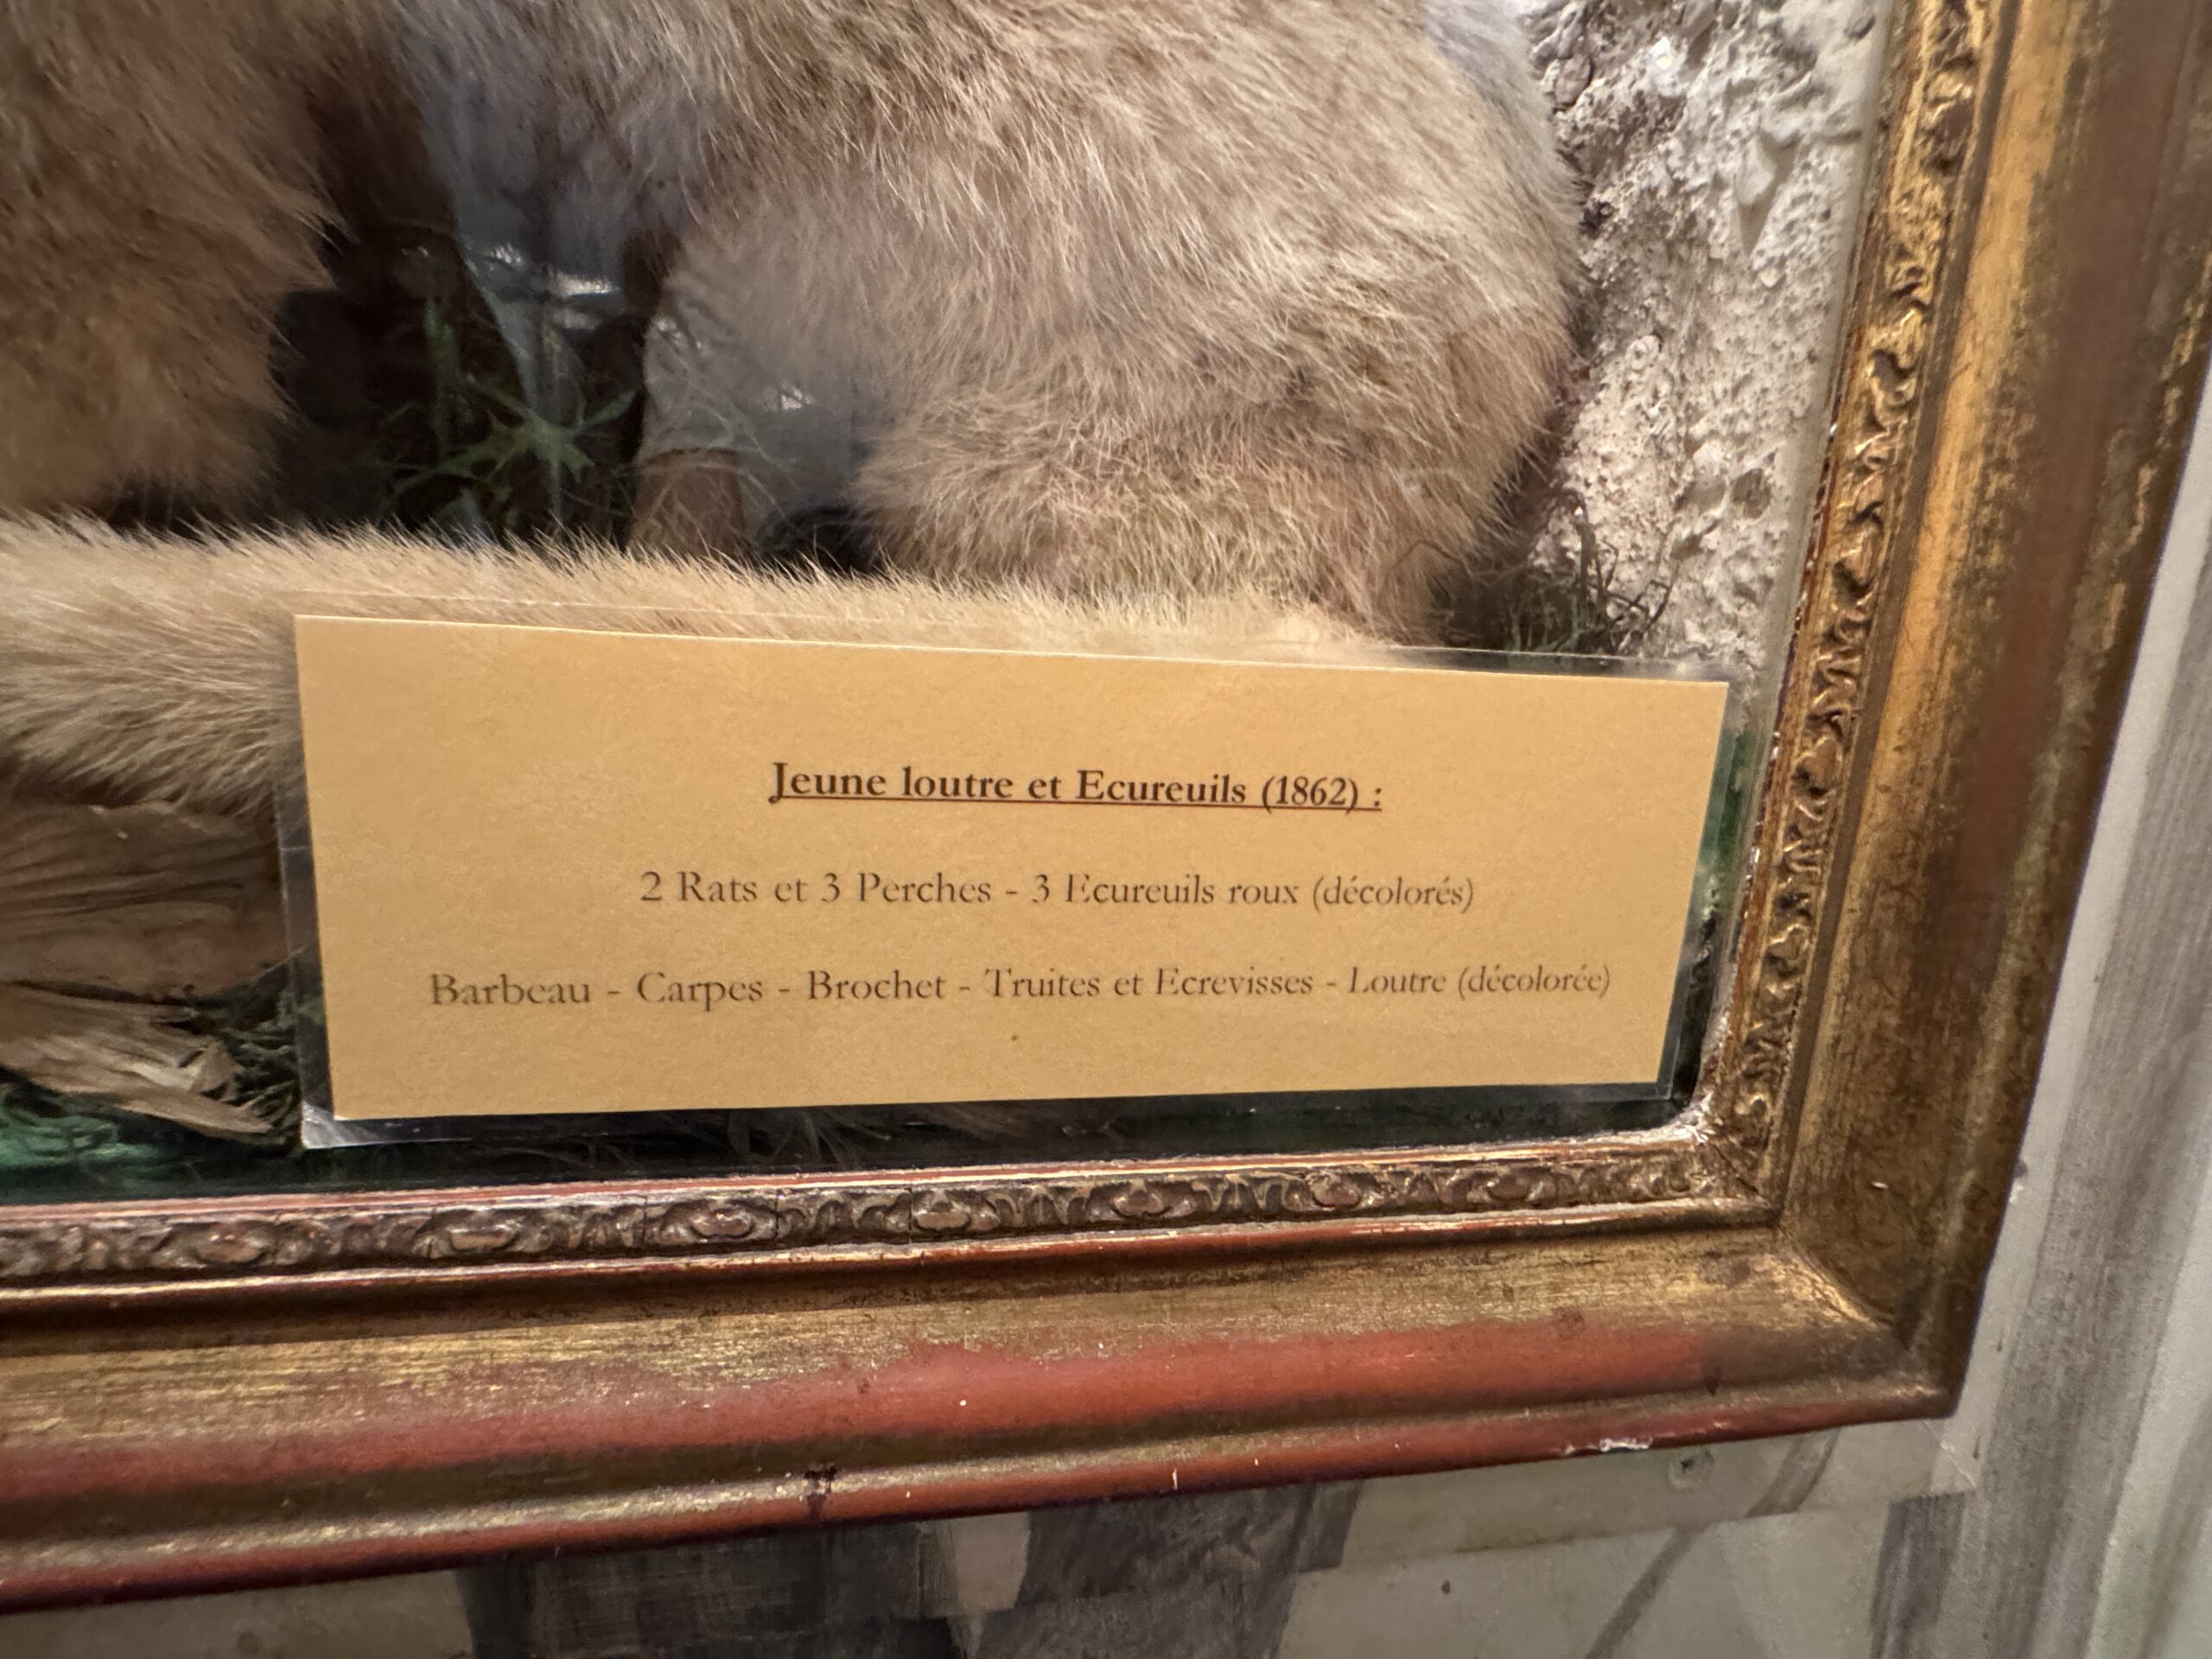 Jeune loutre et Ecureuils (1862) :
2 Rats et 3 Perches - 3 Ecureuils roux (décolorés)
Barbeau - Carpes - Brochet - Truites et Ecrevisses - Loutre (décolorée)